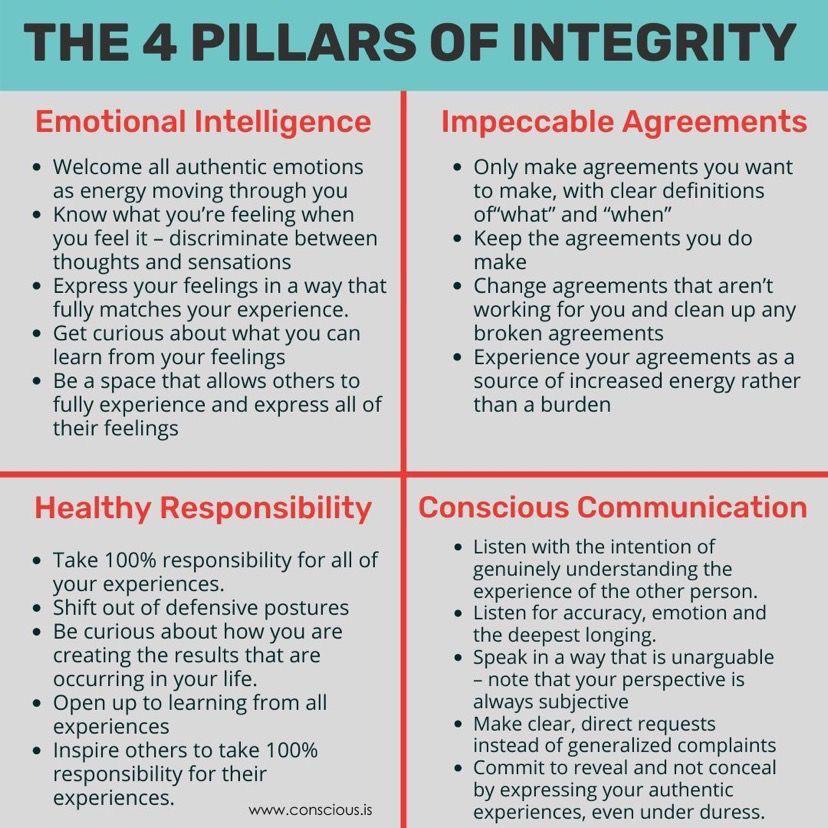 THE 4 PILLARS OF INTEGRITY
Emotional Intelligence
• Welcome all authentic emotions
as energy moving through you
• Know what you’re feeling when
you feel it – discriminate between
thoughts and sensations
• Express your feelings in a way that
fully matches your experience.
• Get curious about what you can
learn from your feelings
• Be a space that allows others to
fully experience and express all of
their feelings
Impeccable Agreements
• Only make agreements you want
to make, with clear definitions
of“what” and “when”
• Keep the agreements you do
make
• Change agreements that aren’t
working for you and clean up any
broken agreements
• Experience your agreements as a
source of increased energy rather
than a burden
Healthy Responsibility
• Take 100% responsibility for all of
your experiences.
• Shift out of defensive postures
• Be curious about how you are
creating the results that are
occurring in your life.
• Open up to learning from all
experiences
• Inspire others to take 100%
responsibility for their
experiences.
Conscious Communication
• Listen with the intention of
genuinely understanding the
experience of the other person.
• Listen for accuracy, emotion and
the deepest longing.
• Speak in a way that is unarguable
– note that your perspective is
always subjective
• Make clear, direct requests
instead of generalized complaints
• Commit to reveal and not conceal
by expressing your authentic
experiences, even under duress.
www.conscious.is